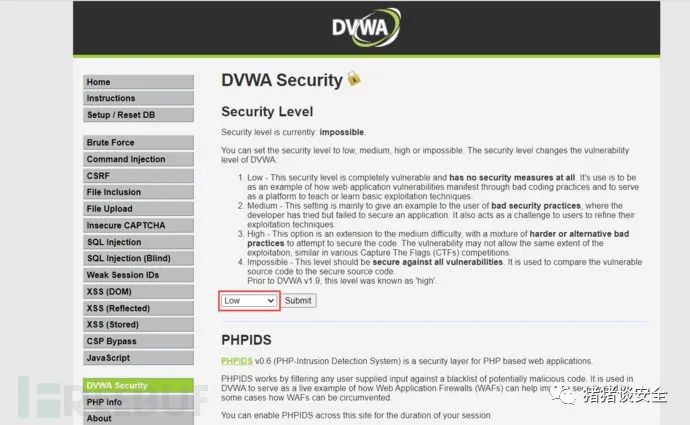 DVWA
Home
Instructions
Setup / Reset DB
Brute Force
Command Injection
CSRF
File Inclusion
File Upload
Insecure CAPTCHA
SQL Injection
SQL Injection (Blind)
Weak Session IDs
XSS (DOM)
XSS (Reflected)
XSS (Stored)
CSP Bypass
JavaScript
DVWA Security
PHP Info
About
DVWA Security
Security Level
Security level is currently: impossible.
You can set the security level to low, medium, high or impossible. The security level changes the vulnerability
level of DVWA:
1. Low - This security level is completely vulnerable and has no security measures at all. It's use is to be
as an example of how web application vulnerabilities manifest through bad coding practices and to serve
as a platform to teach or learn basic exploitation techniques.
2. Medium - This setting is mainly to give an example to the user of bad security practices, where the
developer has tried but failed to secure an application. It also acts as a challenge to users to refine their
exploitation techniques.
3. High - This option is an extension to the medium difficulty, with a mixture of harder or alternative bad
practices to attempt to secure the code. The vulnerability may not allow the same extent of the
exploitation, similar in various Capture The Flags (CTFs) competitions.
4. Impossible - This level should be secure against all vulnerabilities. It is used to compare the vulnerable
source code to the secure source code.
Prior to DVWA v1.9, this level was known as 'high'.
Low Submit
PHPIDS
PHPIDS v0.6 (PHP-Intrusion Detection System) is a security layer for PHP based web applications.
PHPIDS works by filtering any user supplied input against a blacklist of potentially malicious code. It is used in
DVWA to serve as a live example of how Web Application Firewalls (WAFs) can help
some cases how WAFs can be circumvented.
You can enable PHPIDS across this site for the duration of your session.
REEBUF
猪猪谈安全